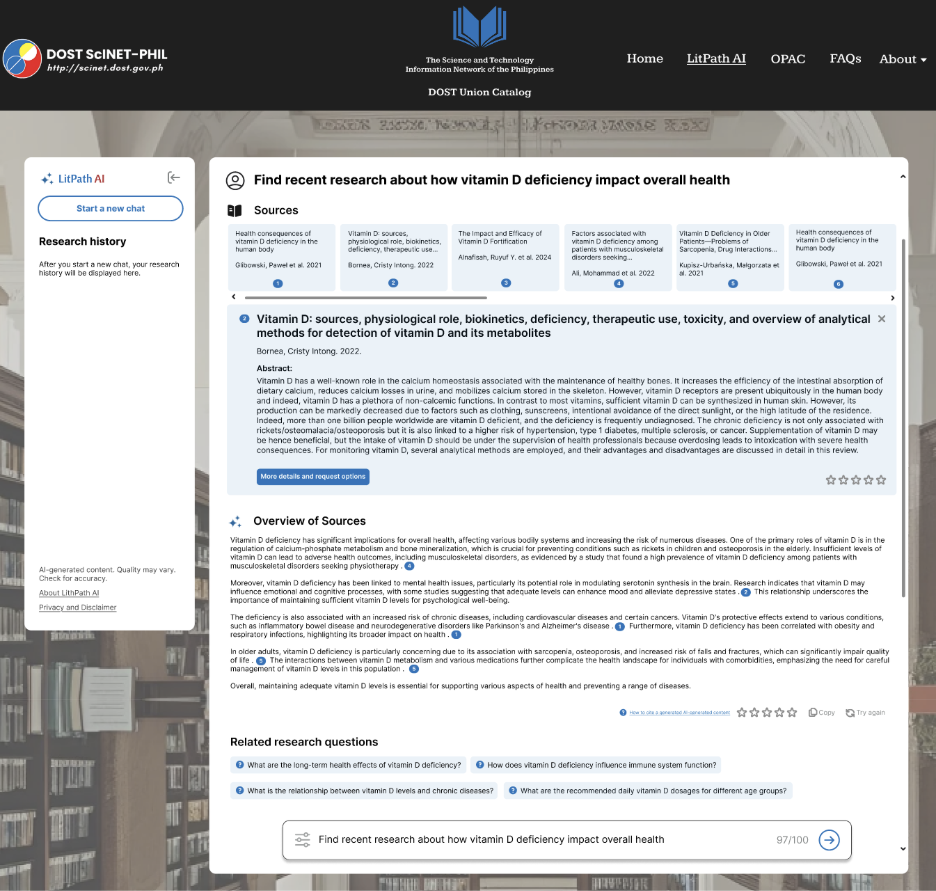 DOST ScINET-PHIL
http://scinet.dost.gov.ph
The Science and Technology
Information Network of the Philippines
DOST Union Catalog
Home
LitPath AI
OPAC
FAQs
About
LitPath AI
Start a new chat
Research history
After you start a new chat, your research
history will be displayed here.
AI-generated content. Quality may vary.
Check for accuracy.
About LithPath AI
Privacy and Disclaimer
Find recent research about how vitamin D deficiency impact overall health
Sources
Health consequences of
vitamin D deficiency in the
human body
Glibowski, Paweł et al. 2021
1
Vitamin D: sources,
physiological role, biokinetics,
deficiency, therapeutic use...
Bornea, Cristy Intong. 2022
2
The Impact and Efficacy of
Vitamin D Fortification
Alnafisah, Ruyuf Y. et al. 2024
3
Factors associated with
vitamin D deficiency among
patients with musculoskeletal
disorders seeking...
Ali, Mohammad et al. 2022
4
Vitamin D Deficiency in Older
Patients—Problems of
Sarcopenia, Drug Interactions...
Kupisz-Urbańska, Małgorzata et
al. 2021
5
Health consequences of
vitamin D deficiency in the
human body
Glibowski, Paweł et al. 2021
6
2
Vitamin D: sources, physiological role, biokinetics, deficiency, therapeutic use, toxicity, and overview of analytical
methods for detection of vitamin D and its metabolites
Bornea, Cristy Intong. 2022.
Abstract:
Vitamin D has a well-known role in the calcium homeostasis associated with the maintenance of healthy bones. It increases the efficiency of the intestinal absorption of
dietary calcium, reduces calcium losses in urine, and mobilizes calcium stored in the skeleton. However, vitamin D receptors are present ubiquitously in the human body
and indeed, vitamin D has a plethora of non-calcemic functions. In contrast to most vitamins, sufficient vitamin D can be synthesized in human skin. However, its
production can be markedly decreased due to factors such as clothing, sunscreens, intentional avoidance of the direct sunlight, or the high latitude of the residence.
Indeed, more than one billion people worldwide are vitamin D deficient, and the deficiency is frequently undiagnosed. The chronic deficiency is not only associated with
rickets/osteomalacia/osteoporosis but it is also linked to a higher risk of hypertension, type 1 diabetes, multiple sclerosis, or cancer. Supplementation of vitamin D may
be hence beneficial, but the intake of vitamin D should be under the supervision of health professionals because overdosing leads to intoxication with severe health
consequences. For monitoring vitamin D, several analytical methods are employed, and their advantages and disadvantages are discussed in detail in this review.
More details and request options
Overview of Sources
Vitamin D deficiency has significant implications for overall health, affecting various bodily systems and increasing the risk of numerous diseases. One of the primary roles of vitamin D is in the
regulation of calcium-phosphate metabolism and bone mineralization, which is crucial for preventing conditions such as rickets in children and osteoporosis in the elderly. Insufficient levels of
vitamin D can lead to adverse health outcomes, including musculoskeletal disorders, as evidenced by a study that found a high prevalence of vitamin D deficiency among patients with
musculoskeletal disorders seeking physiotherapy . 4
Moreover, vitamin D deficiency has been linked to mental health issues, particularly its potential role in modulating serotonin synthesis in the brain. Research indicates that vitamin D may
influence emotional and cognitive processes, with some studies suggesting that adequate levels can enhance mood and alleviate depressive states . 2 This relationship underscores the
importance of maintaining sufficient vitamin D levels for psychological well-being.
The deficiency is also associated with an increased risk of chronic diseases, including cardiovascular diseases and certain cancers. Vitamin D's protective effects extend to various conditions,
such as inflammatory bowel disease and neurodegenerative disorders like Parkinson's and Alzheimer's disease . 1 Furthermore, vitamin D deficiency has been correlated with obesity and
respiratory infections, highlighting its broader impact on health . 1
In older adults, vitamin D deficiency is particularly concerning due to its association with sarcopenia, osteoporosis, and increased risk of falls and fractures, which can significantly impair quality
of life . 5 The interactions between vitamin D metabolism and various medications further complicate the health landscape for individuals with comorbidities, emphasizing the need for careful
management of vitamin D levels in this population .
Overall, maintaining adequate vitamin D levels is essential for supporting various aspects of health and preventing a range of diseases.
? How to cite a generated AI-generated content
Copy
Try again
Related research questions
? What are the long-term health effects of vitamin D deficiency?
? How does vitamin D deficiency influence immune system function?
? What is the relationship between vitamin D levels and chronic diseases?
? What are the recommended daily vitamin D dosages for different age groups?
Find recent research about how vitamin D deficiency impact overall health
97/100